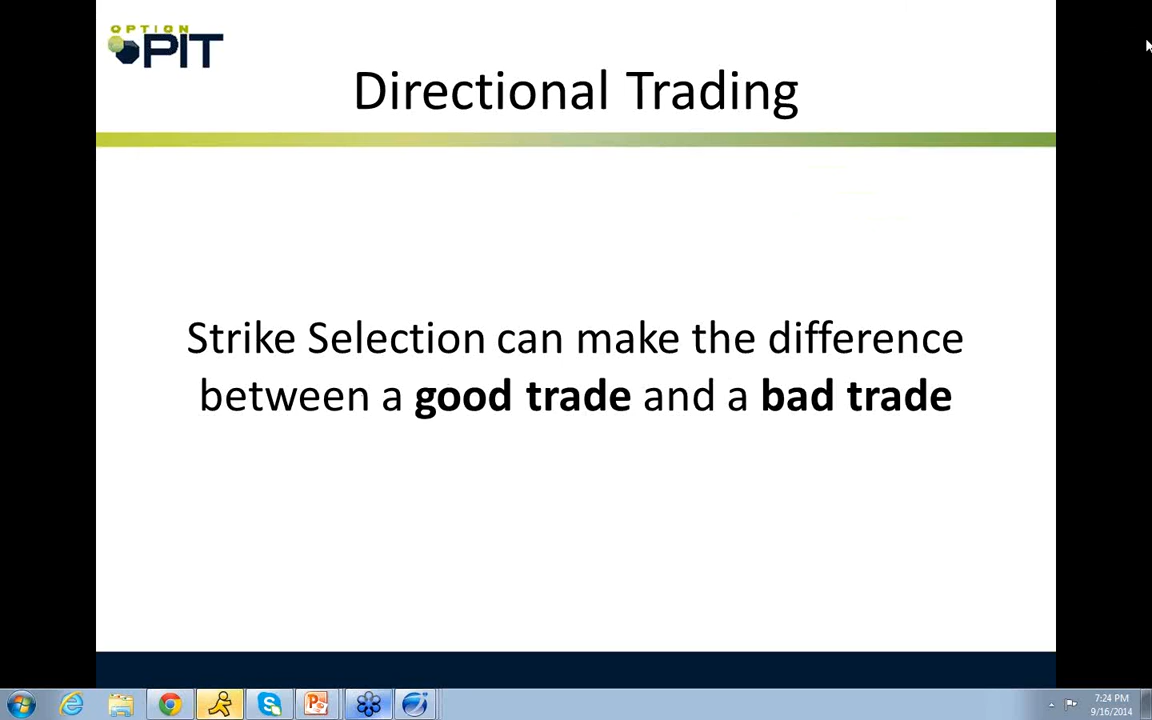 OPTION
PIT
Directional Trading
Strike Selection can make the difference
between a good trade and a bad trade
7:24 PM
9/16/2014